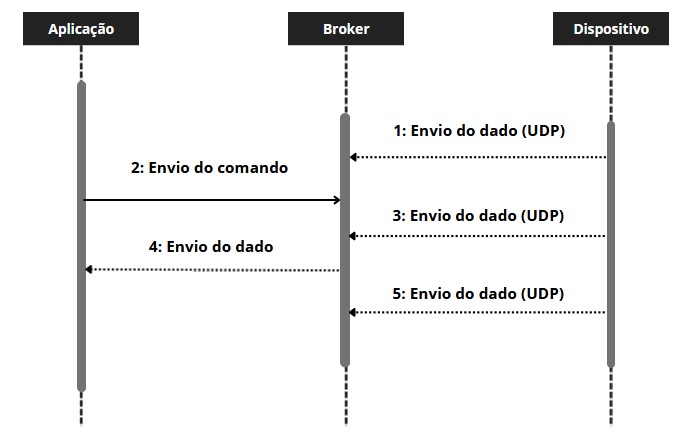 Aplicação
Broker
Dispositivo
1: Envio do dado (UDP)
2: Envio do comando
3: Envio do dado (UDP)
4: Envio do dado
5: Envio do dado (UDP)